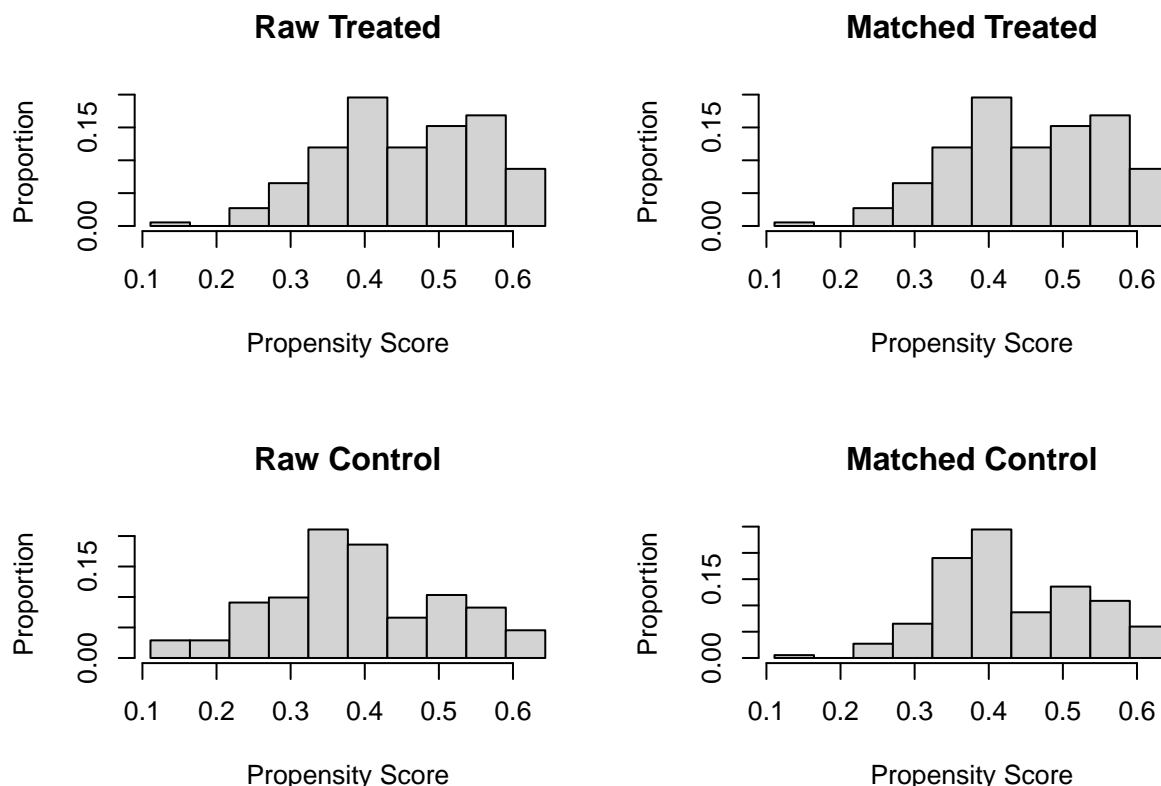 Raw Treated
Proportion
0.00 0.15
0.1 0.2 0.3 0.4 0.5 0.6
Propensity Score
Matched Treated
Proportion
0.00 0.15
0.1 0.2 0.3 0.4 0.5 0.6
Propensity Score
Raw Control
Proportion
0.00 0.15
0.1 0.2 0.3 0.4 0.5 0.6
Propensity Score
Matched Control
Proportion
0.00 0.15
0.1 0.2 0.3 0.4 0.5 0.6
Propensity Score